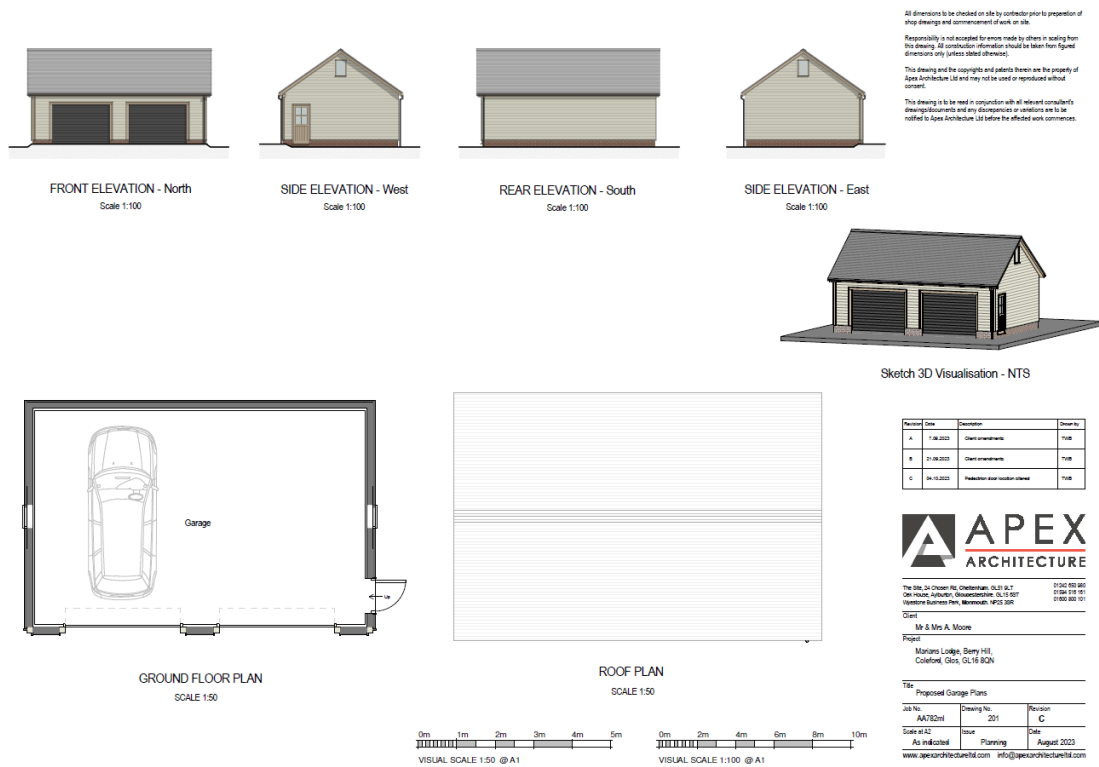 All dimensions to be checked on site by contractor prior to preparation of
shop drawings and commencement of work on site.
Responsibility is not accepted for errors made by others in scaling from
this drawing. All construction information should be taken from figured
dimensions only (unless stated otherwise).
This drawing and the copyrights and patents therein are the property of
Apex Architecture Ltd and may not be used or reproduced without
consent.
This drawing is to be read in conjunction with all relevant consultant's
drawings/documents and any discrepancies or variations are to be
notified to Apex Architecture Ltd before the affected work commences.
FRONT ELEVATION - North
Scale 1:100
SIDE ELEVATION - West
Scale 1:100
REAR ELEVATION - South
Scale 1:100
SIDE ELEVATION - East
Scale 1:100
Sketch 3D Visualisation - NTS
Garage
Up
GROUND FLOOR PLAN
SCALE 1:50
ROOF PLAN
SCALE 1:50
0m 1m 2m 3m 4m 5m
VISUAL SCALE 1:50 @ A1
0m 2m 4m 6m 8m 10m
VISUAL SCALE 1:100 @ A1
Revision Date Description Drawn by
A 7.09.2023 Client amendments TWB
B 21.09.2023 Client amendments TWB
C 04.10.2023 Pedestrian door location altered TWB
APEX
ARCHITECTURE
The Site, 24 Chosen Rd, Cheltenham. GL51 9LT
Oak House, Aylburton, Gloucestershire. GL15 6ST
Wyastone Business Park, Monmouth. NP25 3SR
Client
Mr & Mrs A. Moore
Project
Marians Lodge, Berry Hill,
Coleford, Glos, GL16 8QN
Title
Proposed Garage Plans
Job No. Drawing No. Revision
AA782ml 201 C
Scale at A2 Issue Date
As indicated Planning August 2023
www.apexarchitectureltd.com info@apexarchitectureltd.com